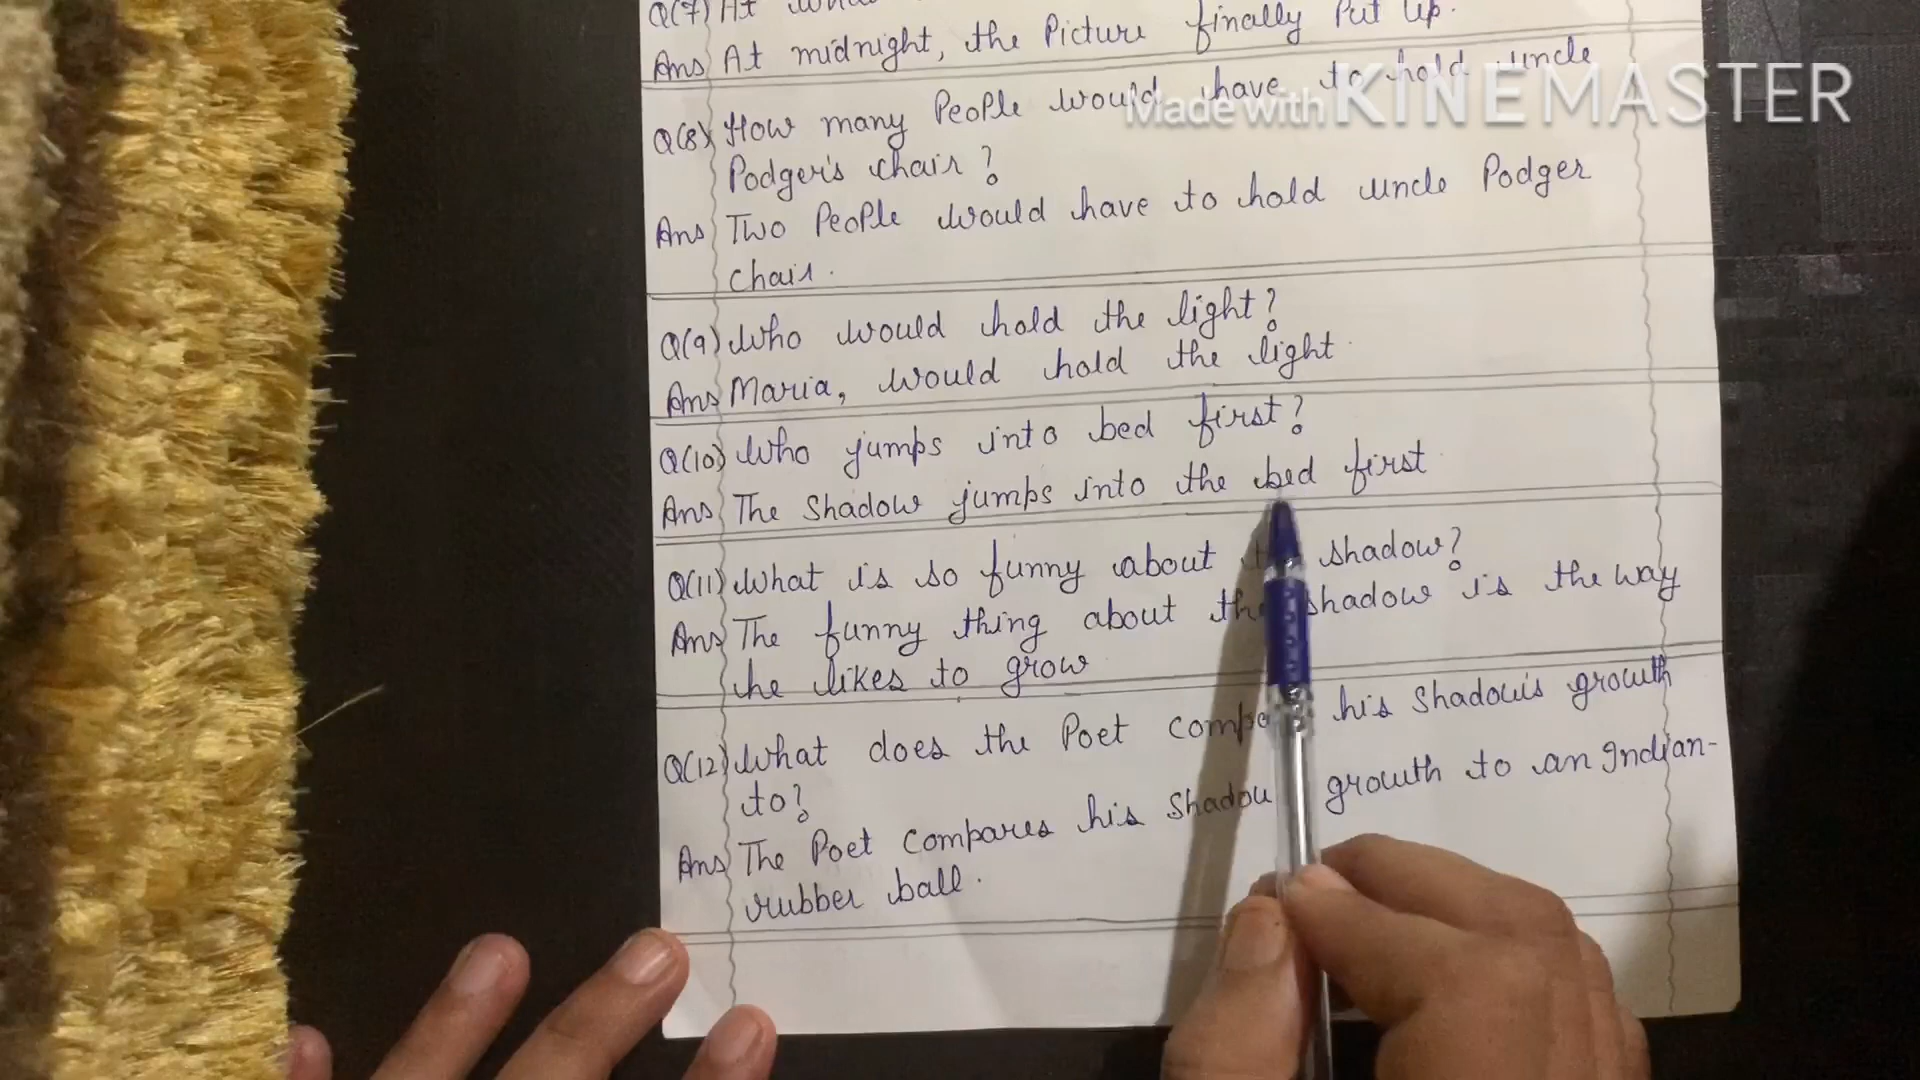 Q(7) At
Ans At midnight, the Picture finally Put up.
Q(8) How many People would have to hold uncle
Made with KINEMASTER
Podger's chair?
Ans Two People would have to hold uncle Podger
chair.
Q(9) Who would hold the light?
Ans Maria, would hold the light.
Q(10) Who jumps into bed first?
Ans The Shadow jumps into the bed first
Q(11) What is so funny about shadow?
Ans The funny thing about the shadow is the way
he likes to grow
Q(12) What does the Poet his Shadow's growth
to?
Ans The Poet compares his growth to an Indian-
rubber ball.